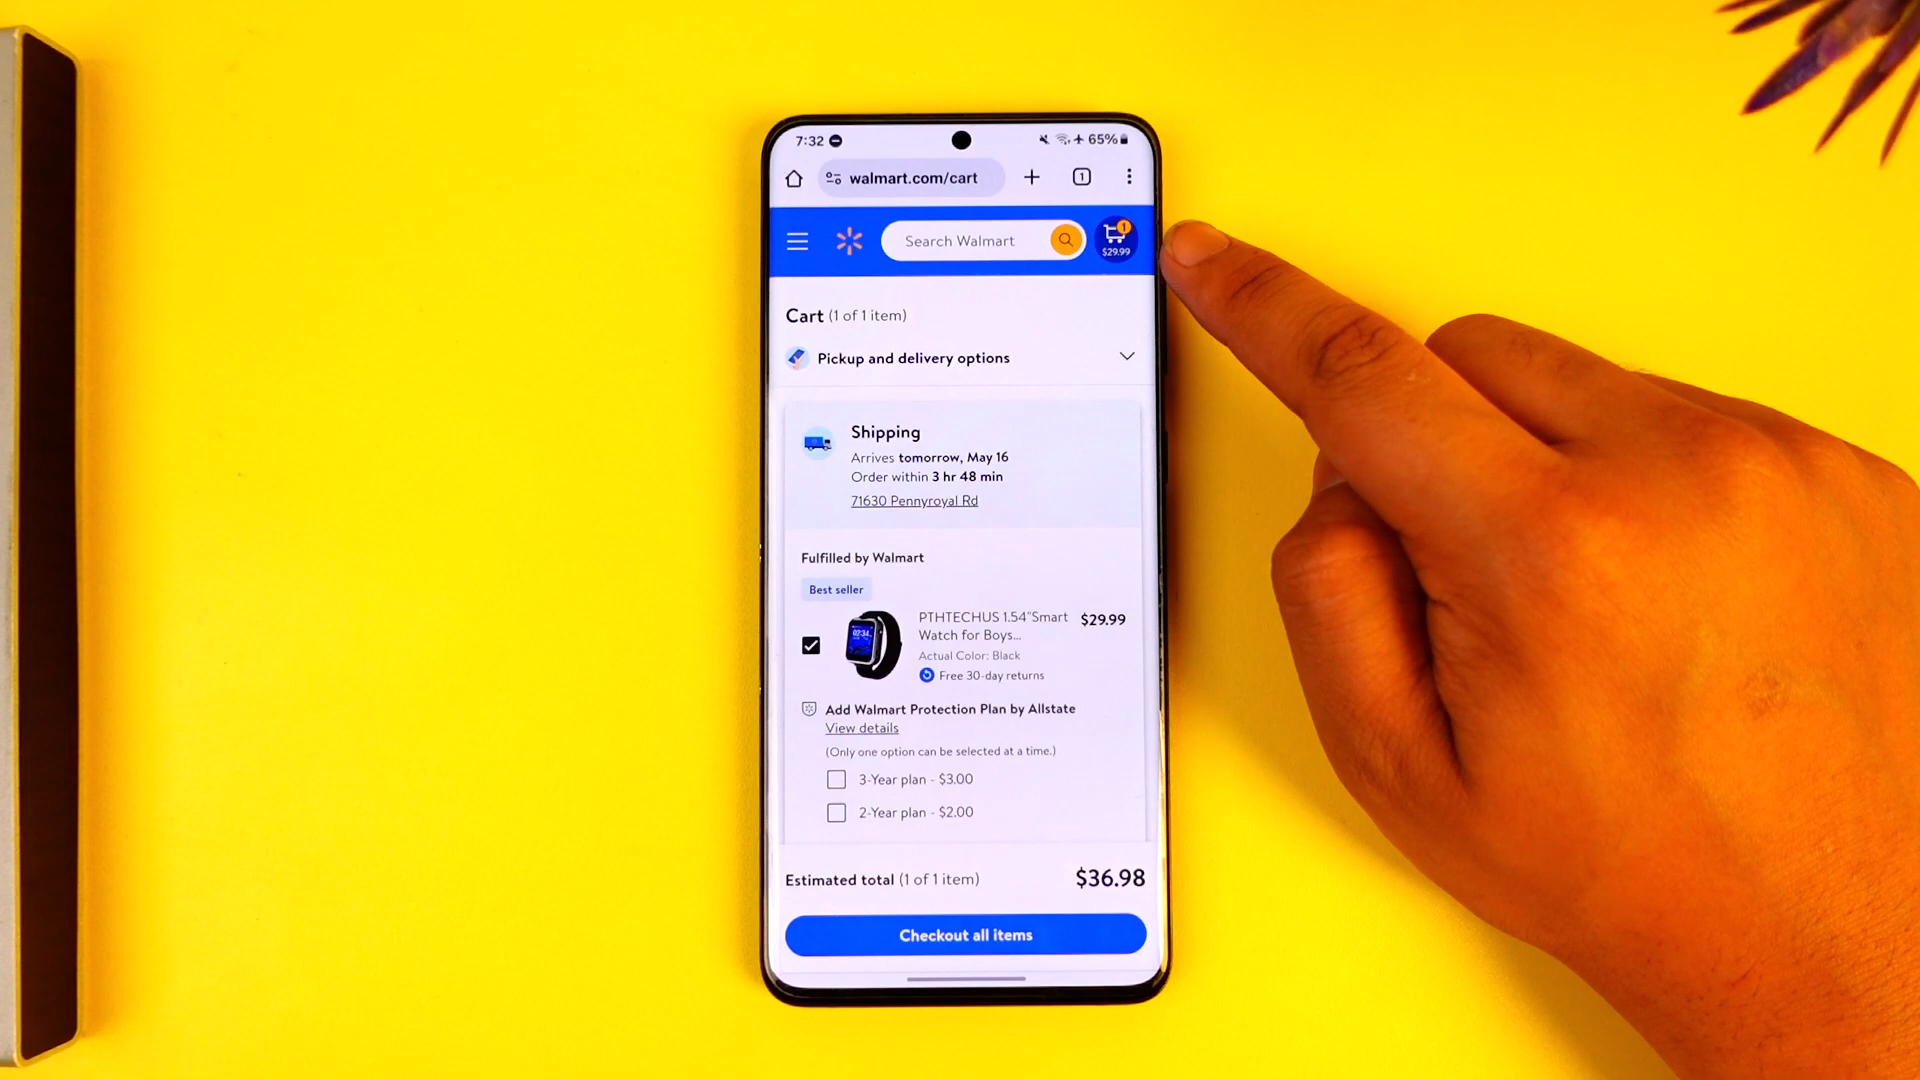 7:32 65%
walmart.com/cart 1
Search Walmart 1
$29.99
Cart (1 of 1 item)
Pickup and delivery options
Shipping
Arrives tomorrow, May 16
Order within 3 hr 48 min
71630 Pennyroyal Rd
Fulfilled by Walmart
Best seller
02:34
PTHTECHUS 1.54"Smart $29.99
Watch for Boys...
Actual Color: Black
Free 30-day returns
Add Walmart Protection Plan by Allstate
View details
(Only one option can be selected at a time.)
3-Year plan - $3.00
2-Year plan - $2.00
Estimated total (1 of 1 item) $36.98
Checkout all items